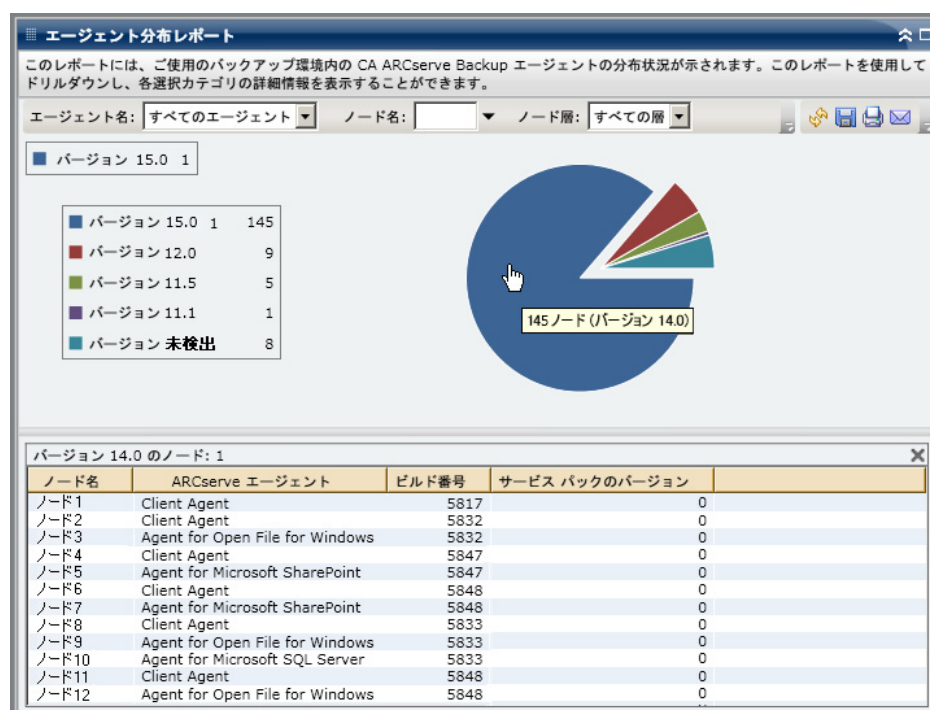 エージェント分布レポート
このレポートには、ご使用のバックアップ環境内の CA ARCserve Backup エージェントの分布状況が示されます。このレポートを使用して
ドリルダウンし、各選択カテゴリの詳細情報を表示することができます。
エージェント名: すべてのエージェント ノード名: ノード層: すべての層
バージョン 15.0 1
バージョン 15.0 1 145
バージョン 12.0 9
バージョン 11.5 5
バージョン 11.1 1
バージョン 未検出 8
145 ノード (バージョン 14.0)
バージョン 14.0 のノード: 1
ノード名 ARCserve エージェント ビルド番号 サービス パックのバージョン
ノード1 Client Agent 5817 0
ノード2 Client Agent 5832 0
ノード3 Agent for Open File for Windows 5832 0
ノード4 Client Agent 5847 0
ノード5 Agent for Microsoft SharePoint 5847 0
ノード6 Client Agent 5848 0
ノード7 Agent for Microsoft SharePoint 5848 0
ノード8 Client Agent 5833 0
ノード9 Agent for Open File for Windows 5833 0
ノード10 Agent for Microsoft SQL Server 5833 0
ノード11 Client Agent 5848 0
ノード12 Agent for Open File for Windows 5848 0